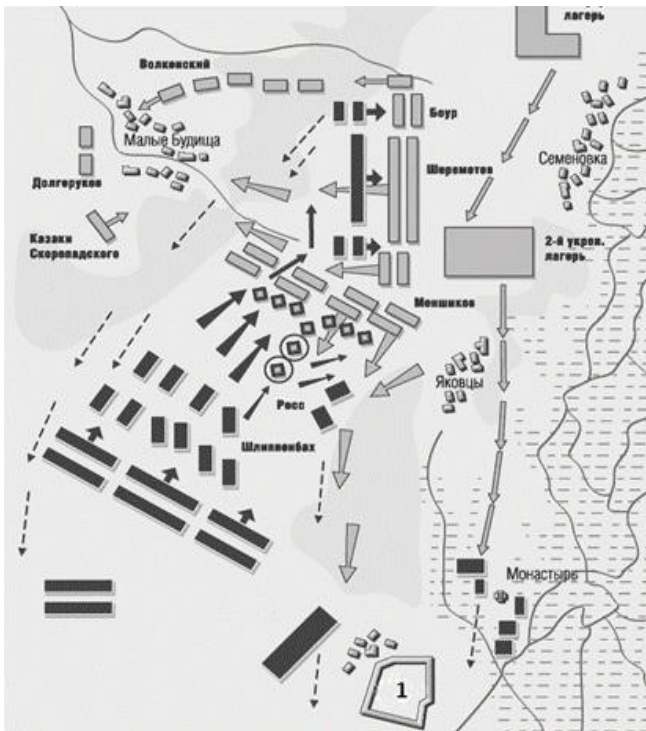 лагерь
Волконский
Боур
Малые Будища
Семеновка
Шереметев
Долгоруков
Казаки
Скоропадского
2-й укреп.
лагерь
Меншиков
Яковцы
Росс
Шлиппенбах
Монастырь
1